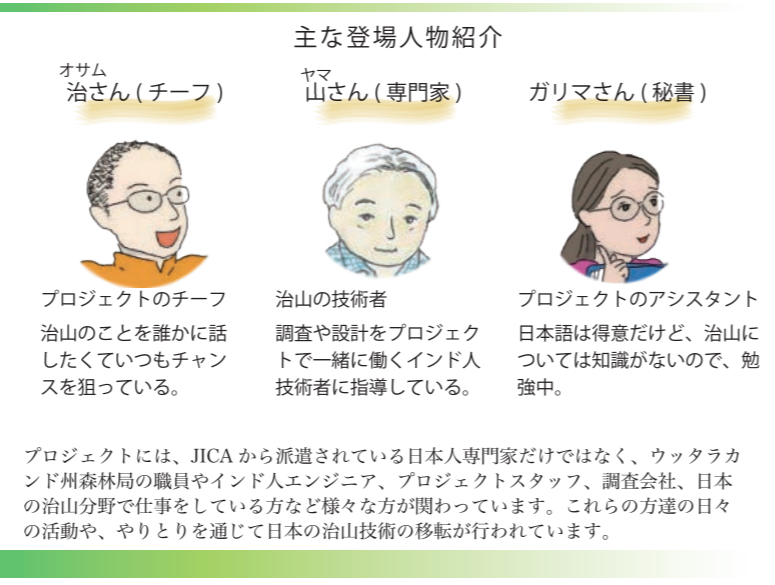 主な登場人物紹介
オサム
治さん ( チーフ )
ヤマ
山さん ( 専門家 )
ガリマさん ( 秘書 )
プロジェクトのチーフ
治山のことを誰かに話
したくていつもチャン
スを狙っている。
治山の技術者
調査や設計をプロジェク
トで一緒に働くインド人
技術者に指導している。
プロジェクトのアシスタント
日本語は得意だけど、治山に
ついては知識がないので、勉
強中。
プロジェクトには、JICA から派遣されている日本人専門家だけではなく、ウッタラカ
ンド州森林局の職員やインド人エンジニア、プロジェクトスタッフ、調査会社、日本
の治山分野で仕事をしている方など様々な方が関わっています。これらの方達の日々
の活動や、やりとりを通じて日本の治山技術の移転が行われています。